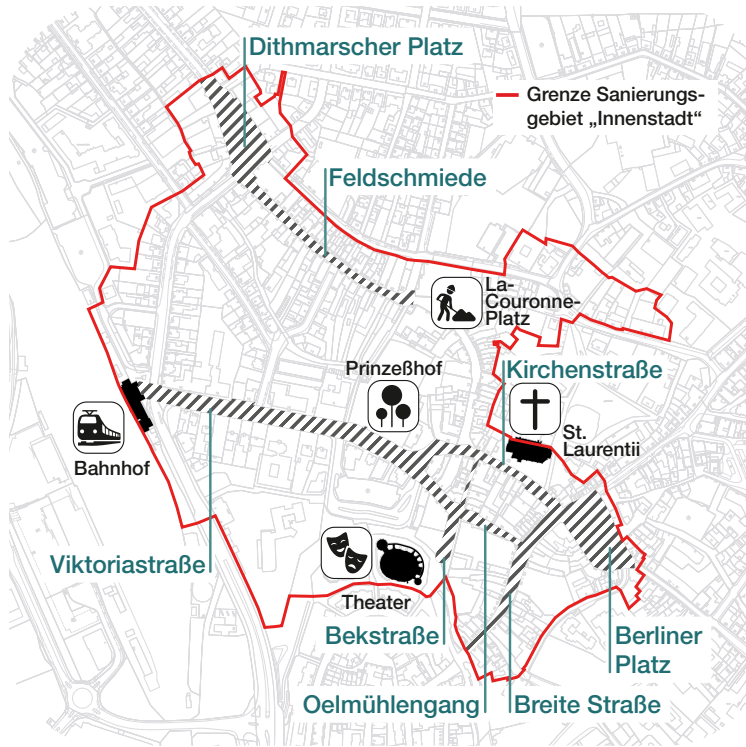 Dithmarscher Platz
Grenze Sanierungs-
gebiet „Innenstadt“
Feldschmiede
La-
Couronne-
Platz
Prinzeßhof
Kirchenstraße
St.
Laurentii
Bahnhof
Viktoriastraße
Theater
Bekstraße
Berliner
Platz
Oelmühlengang
Breite Straße